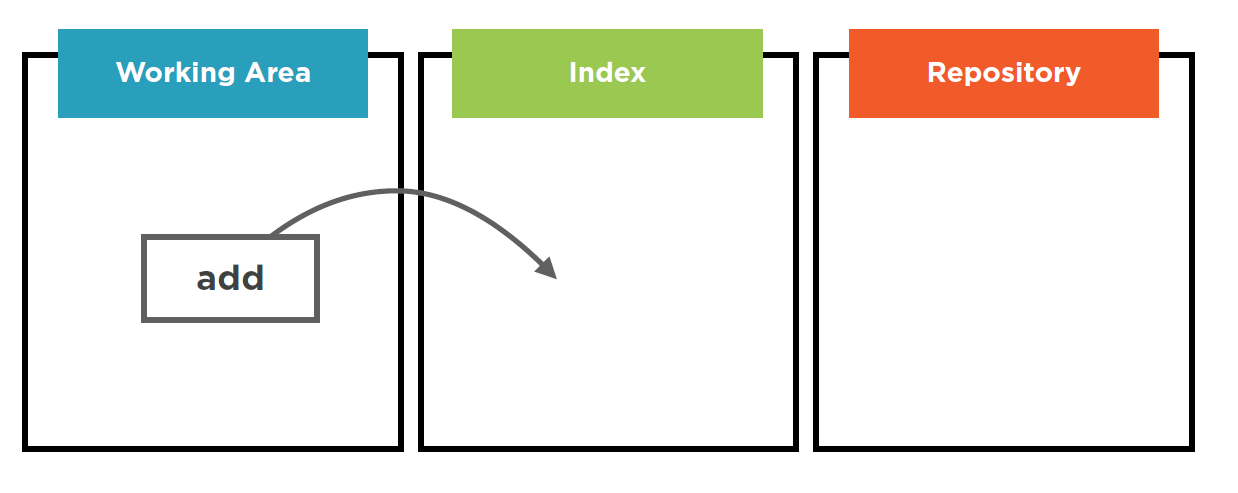 Working Area
Index
Repository
add